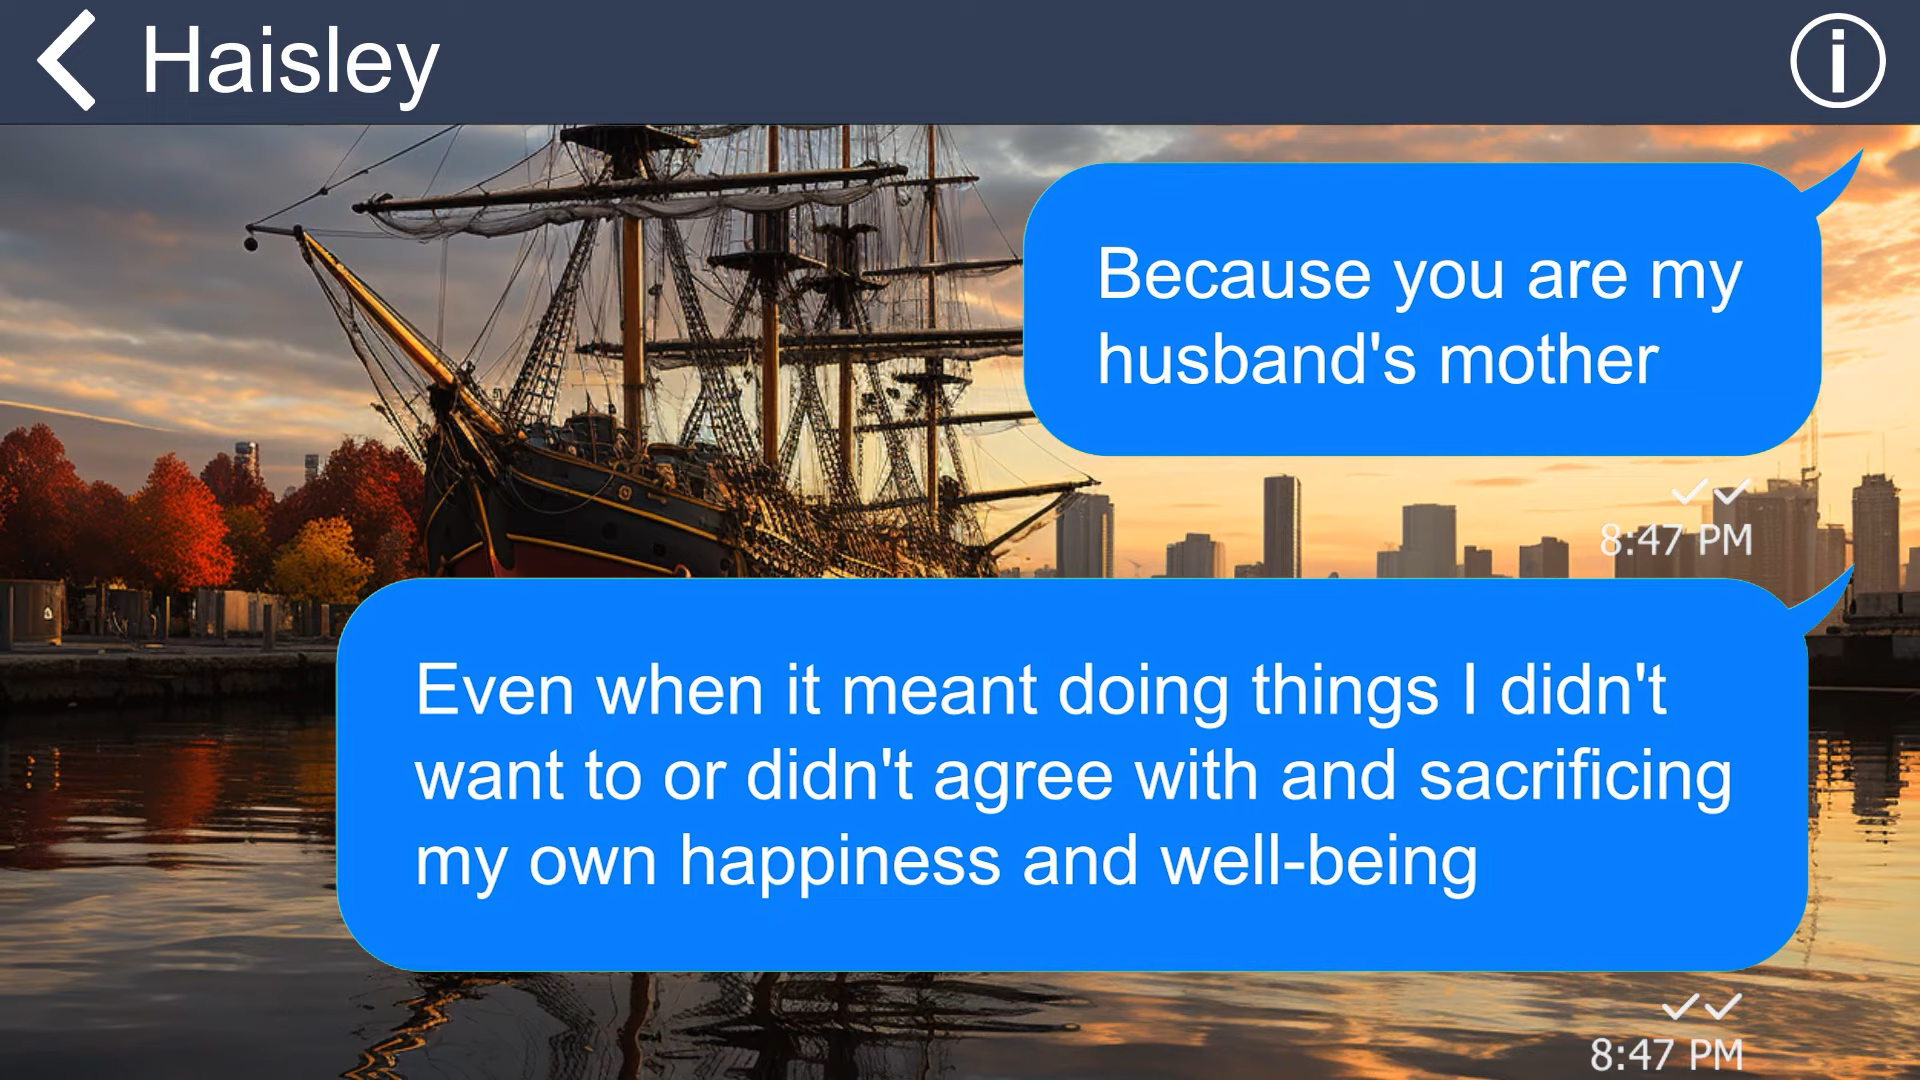 Haisley
Because you are my
husband's mother
8:47 PM
Even when it meant doing things I didn't
want to or didn't agree with and sacrificing
my own happiness and well-being
8:47 PM